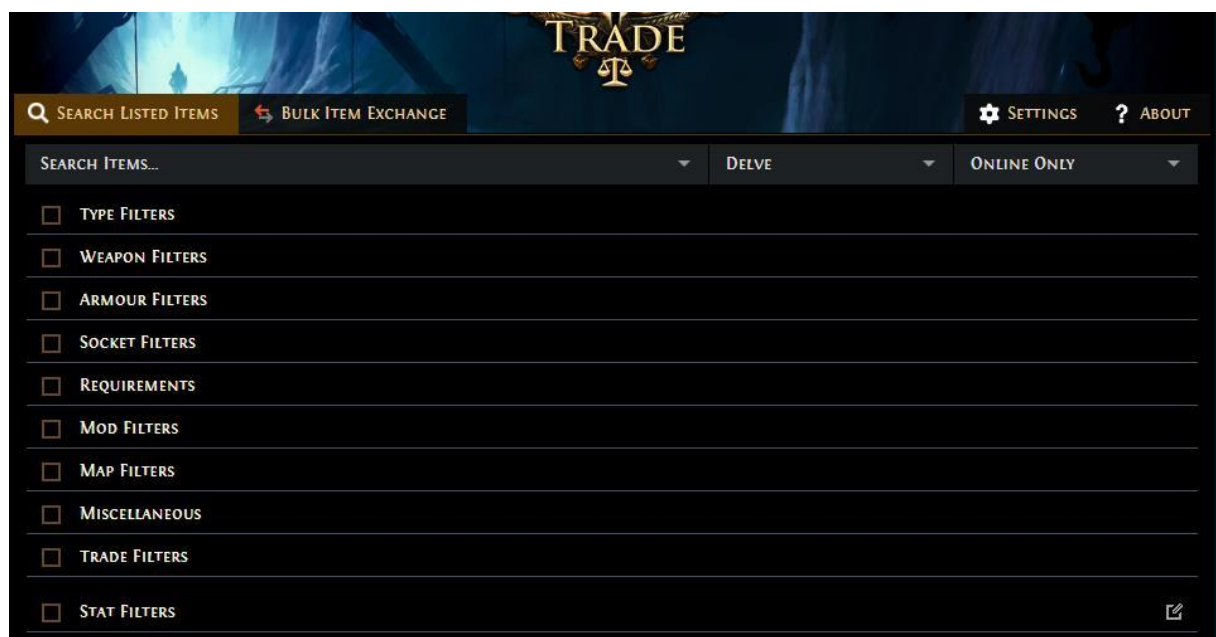 TRADE
SEARCH LISTED ITEMS
BULK ITEM EXCHANGE
SETTINGS
? ABOUT
SEARCH ITEMS...
DELVE
ONLINE ONLY
TYPE FILTERS
WEAPON FILTERS
ARMOUR FILTERS
SOCKET FILTERS
REQUIREMENTS
MOD FILTERS
MAP FILTERS
MISCELLANEOUS
TRADE FILTERS
STAT FILTERS